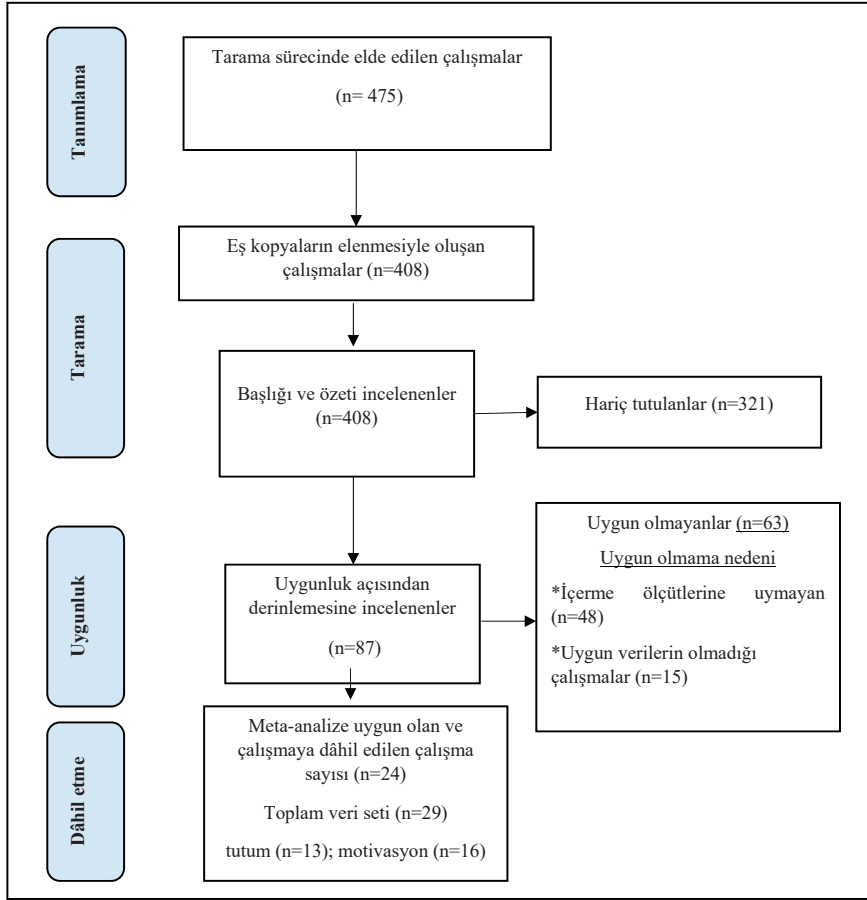 Tanımlama
Tarama sürecinde elde edilen çalışmalar
(n= 475)
Tarama
Eş kopyaların elenmesiyle oluşan
çalışmalar (n=408)
Başlığı ve özeti incelenenler
(n=408)
Hariç tutulanlar (n=321)
Uygunluk
Uygunluk açısından
derinlemesine incelenenler
(n=87)
Uygun olmayanlar (n=63)
Uygun olmama nedeni
*İçerme ölçütlerine uymayan
(n=48)
*Uygun verilerin olmadığı
çalışmalar (n=15)
Dâhil etme
Meta-analize uygun olan ve
çalışmaya dâhil edilen çalışma
sayısı (n=24)
Toplam veri seti (n=29)
tutum (n=13); motivasyon (n=16)